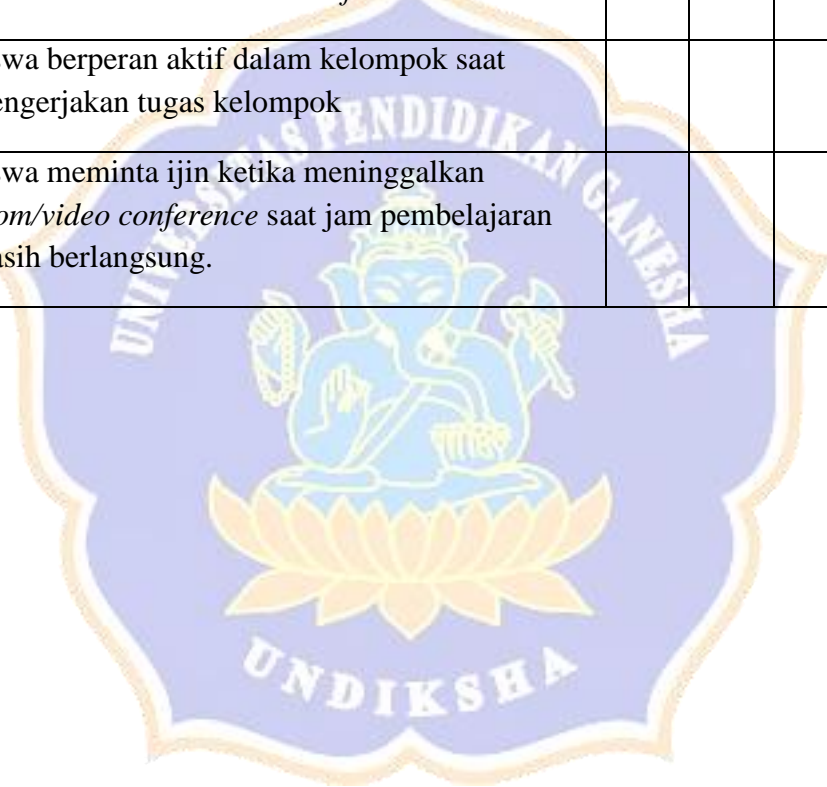 wa berperan aktif dalam kelompok saat
engerjakan tugas kelompok
wa meminta ijin ketika meninggalkan
om/video conference saat jam pembelajaran
asih berlangsung.
UNIVERSITAS PENDIDIKAN GANESHA
UNDIKSHA